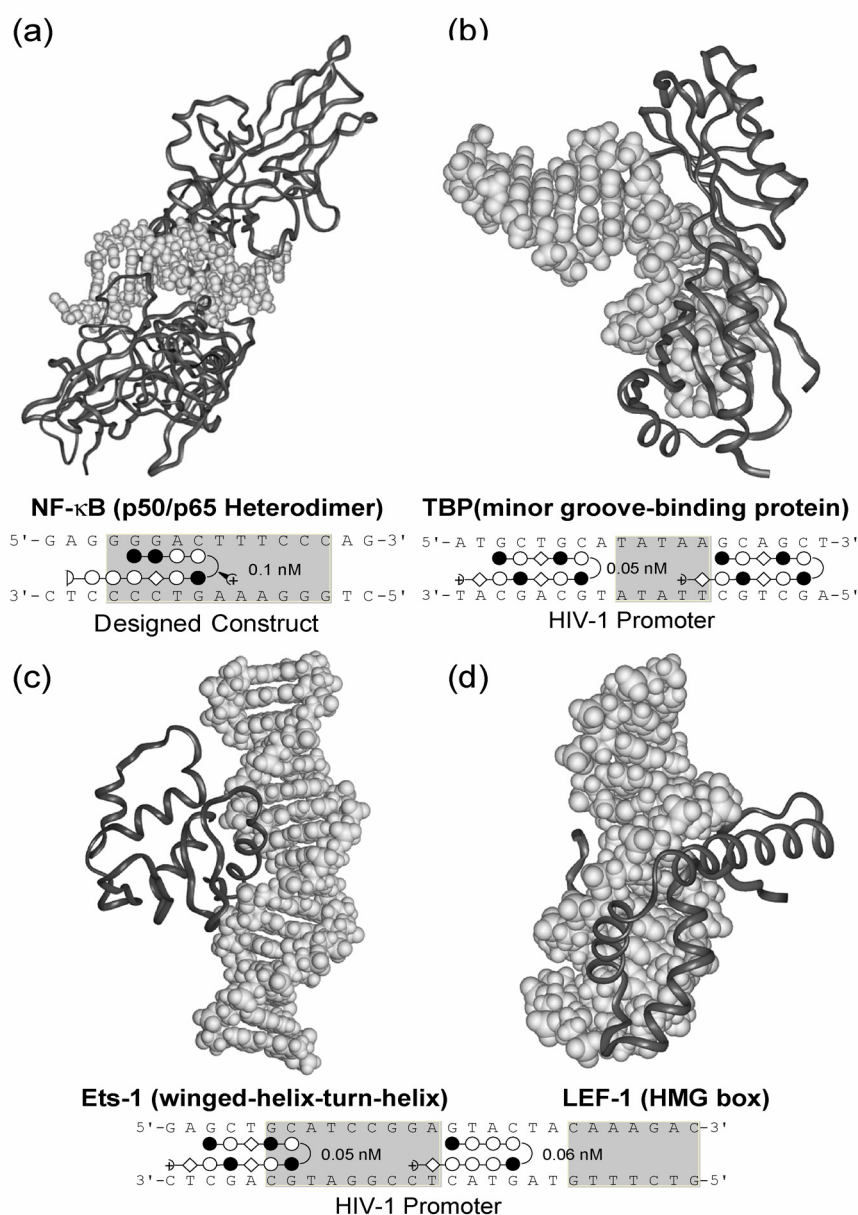 (a)
(b)
NF-κB (p50/p65 Heterodimer)
5'-G A G G G G A C T T T C C C A G-3'
+
0.1 nM
3'-C T C C C C T G A A A G G G T C-5'
Designed Construct
TBP(minor groove-binding protein)
5'-A T G C T G C A T A T A A G C A G C T-3'
+ 0.05 nM +
3'-T A C G A C G T A T A T T C G T C G A-5'
HIV-1 Promoter
(c)
(d)
Ets-1 (winged-helix-turn-helix)
LEF-1 (HMG box)
5'-G A G C T G C A T C C G G A G T A C T A C A A A G A C-3'
+ 0.05 nM + 0.06 nM
3'-C T C G A C G T A G G C C T C A T G A T G T T T C T G-5'
HIV-1 Promoter